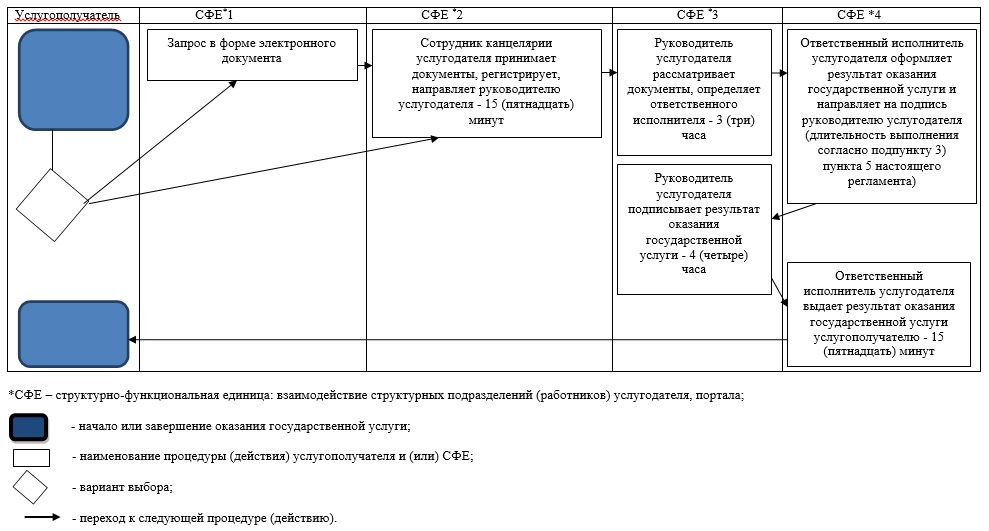 Услугополучатель СФЕ*1 СФЕ *2 СФЕ *3 СФЕ *4
Запрос в форме электронного
документа
Сотрудник канцелярии
услугодателя принимает
документы, регистрирует,
направляет руководителю
услугодателя - 15 (пятнадцать)
минут
Руководитель
услугодателя
рассматривает
документы, определяет
ответственного
исполнителя - 3 (три)
часа
Ответственный исполнитель
услугодателя оформляет
результат оказания
государственной услуги и
направляет на подпись
руководителю услугодателя
(длительность выполнения
согласно подпункту 3)
пункта 5 настоящего
регламента)
Руководитель
услугодателя
подписывает результат
оказания
государственной
услуги - 4 (четыре)
часа
Ответственный
исполнитель услугодателя
выдает результат оказания
государственной услуги
услугополучателю - 15
(пятнадцать) минут
*СФЕ – структурно-функциональная единица: взаимодействие структурных подразделений (работников) услугодателя, портала;
- начало или завершение оказания государственной услуги;
- наименование процедуры (действия) услугополучателя и (или) СФЕ;
- вариант выбора;
- переход к следующей процедуре (действию).